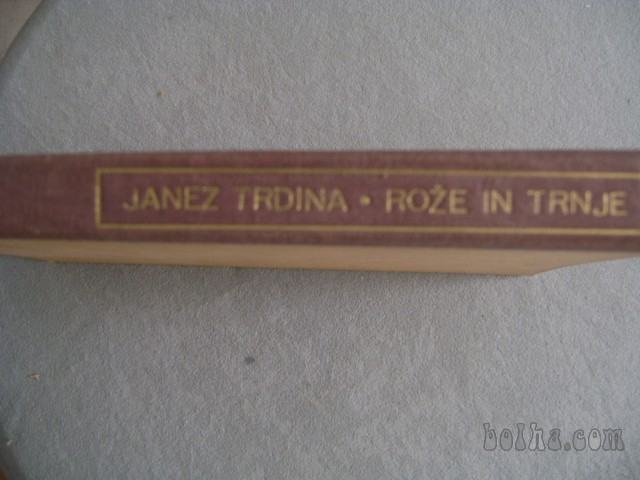 JANEZ TRDINA • ROŽE IN TRNJE
bolha.com